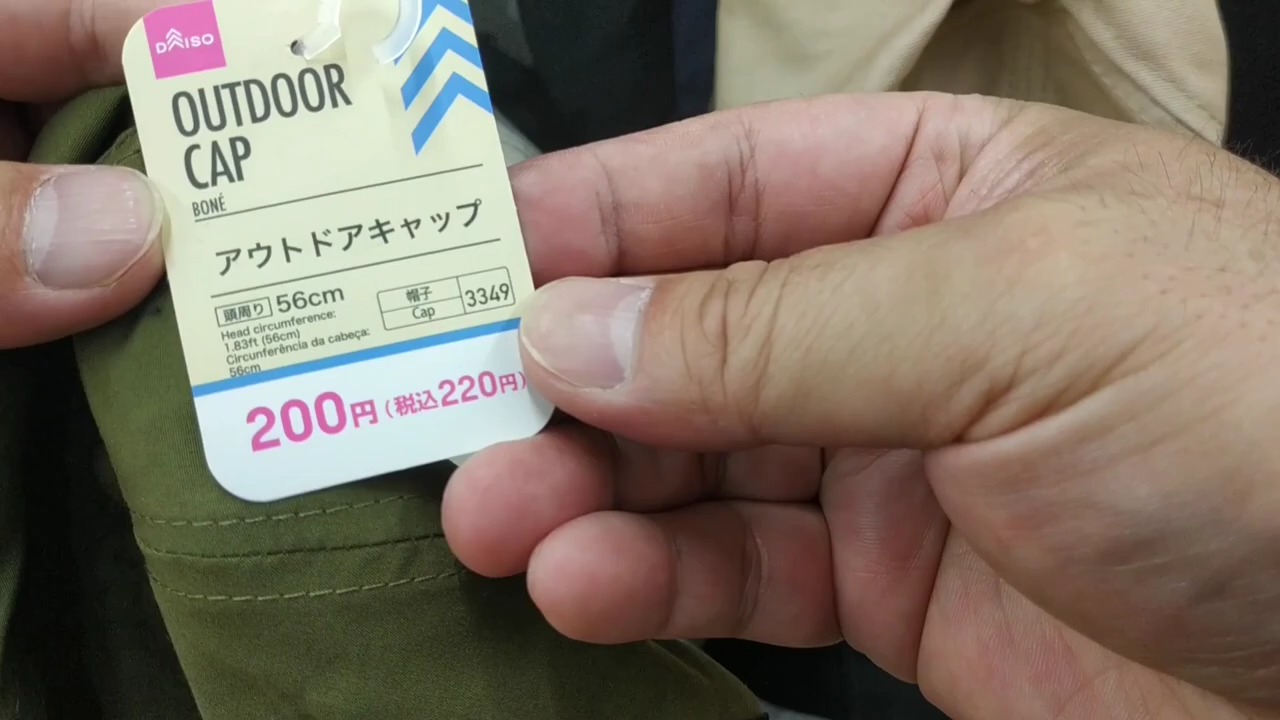 DAISO
OUTDOOR
CAP
BONÉ
アウトドアキャップ
頭周り 56cm
Head circumference:
1.83ft (56cm)
Circunferência da cabeça:
56cm
帽子
Cap
3349
200円(税込220円)